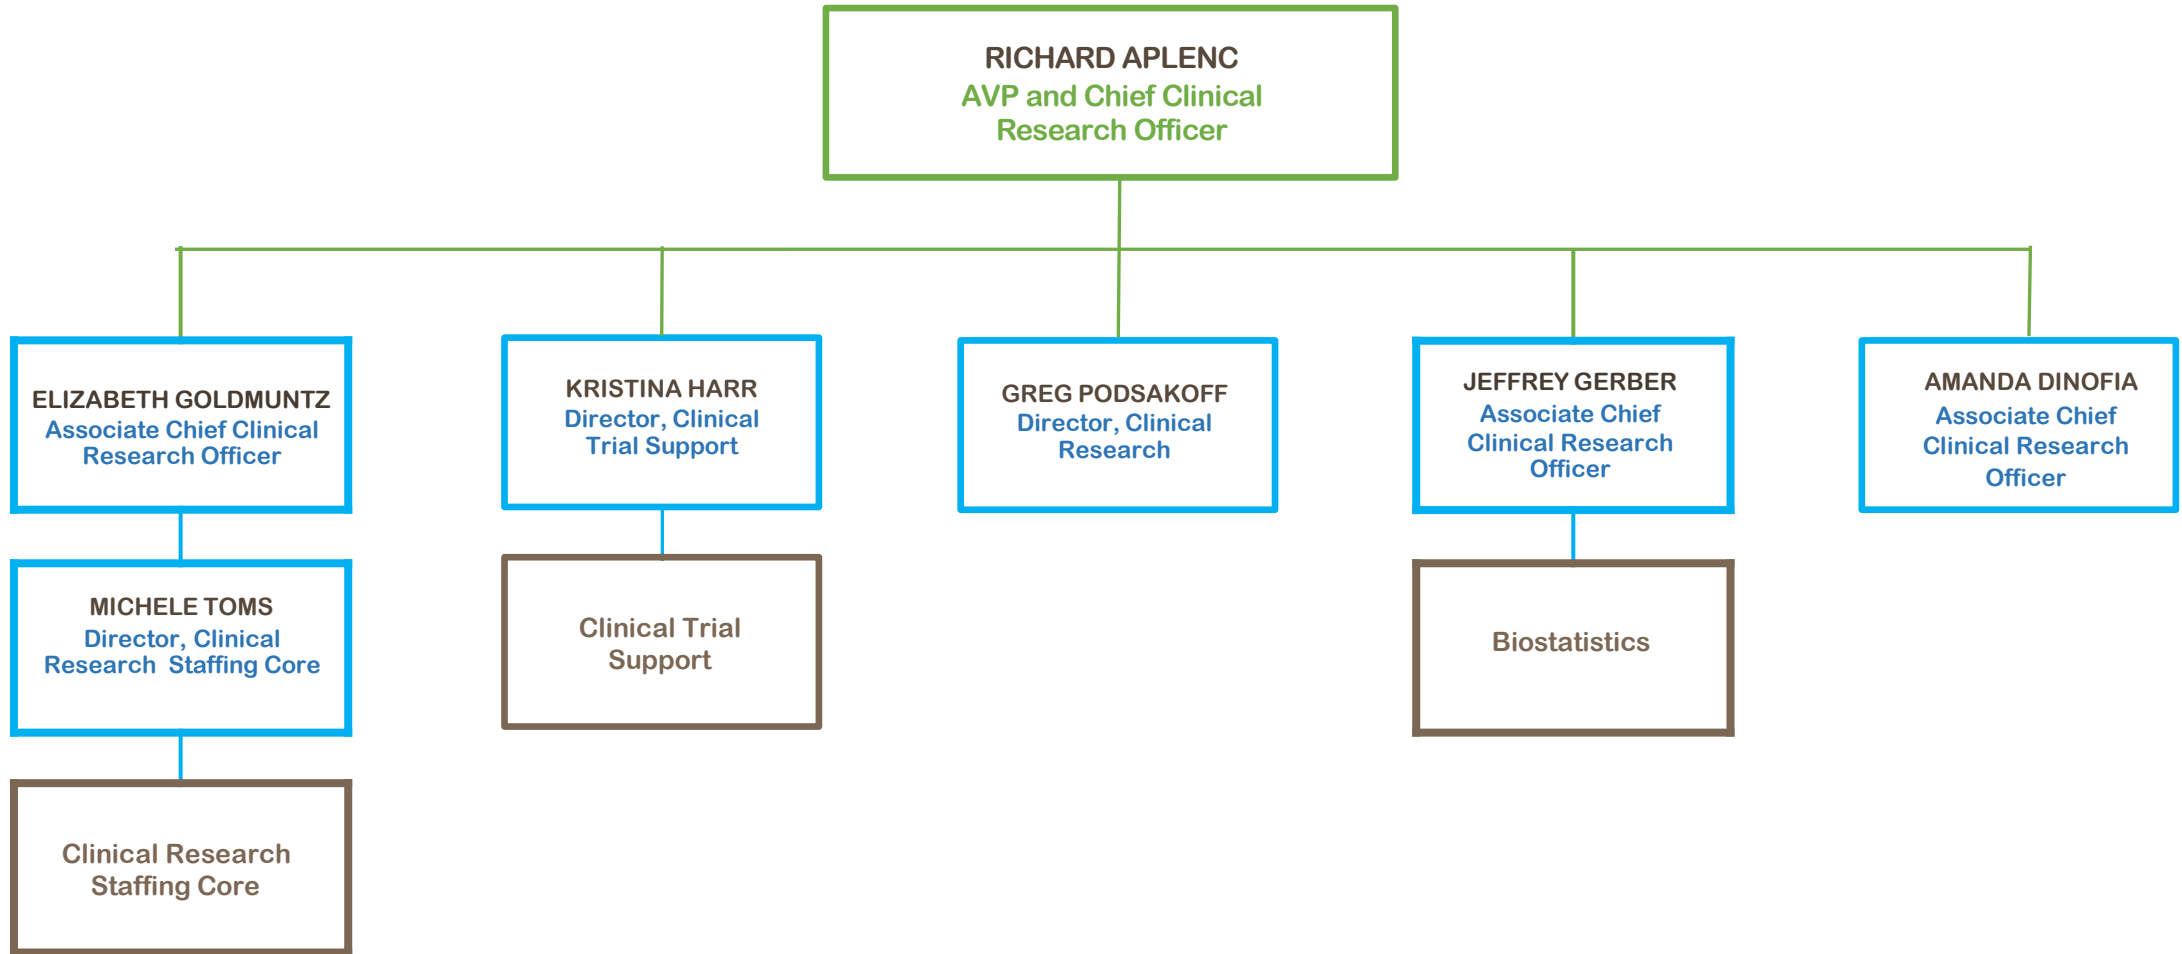 RICHARD APLENC
AVP and Chief Clinical
Research Officer
ELIZABETH GOLDMUNTZ
Associate Chief Clinical
Research Officer
KRISTINA HARR
Director, Clinical
Trial Support
GREG PODSAKOFF
Director, Clinical
Research
JEFFREY GERBER
Associate Chief
Clinical Research
Officer
AMANDA DINOFIA
Associate Chief
Clinical Research
Officer
MICHELE TOMS
Director, Clinical
Research Staffing Core
Clinical Trial
Support
Biostatistics
Clinical Research
Staffing Core